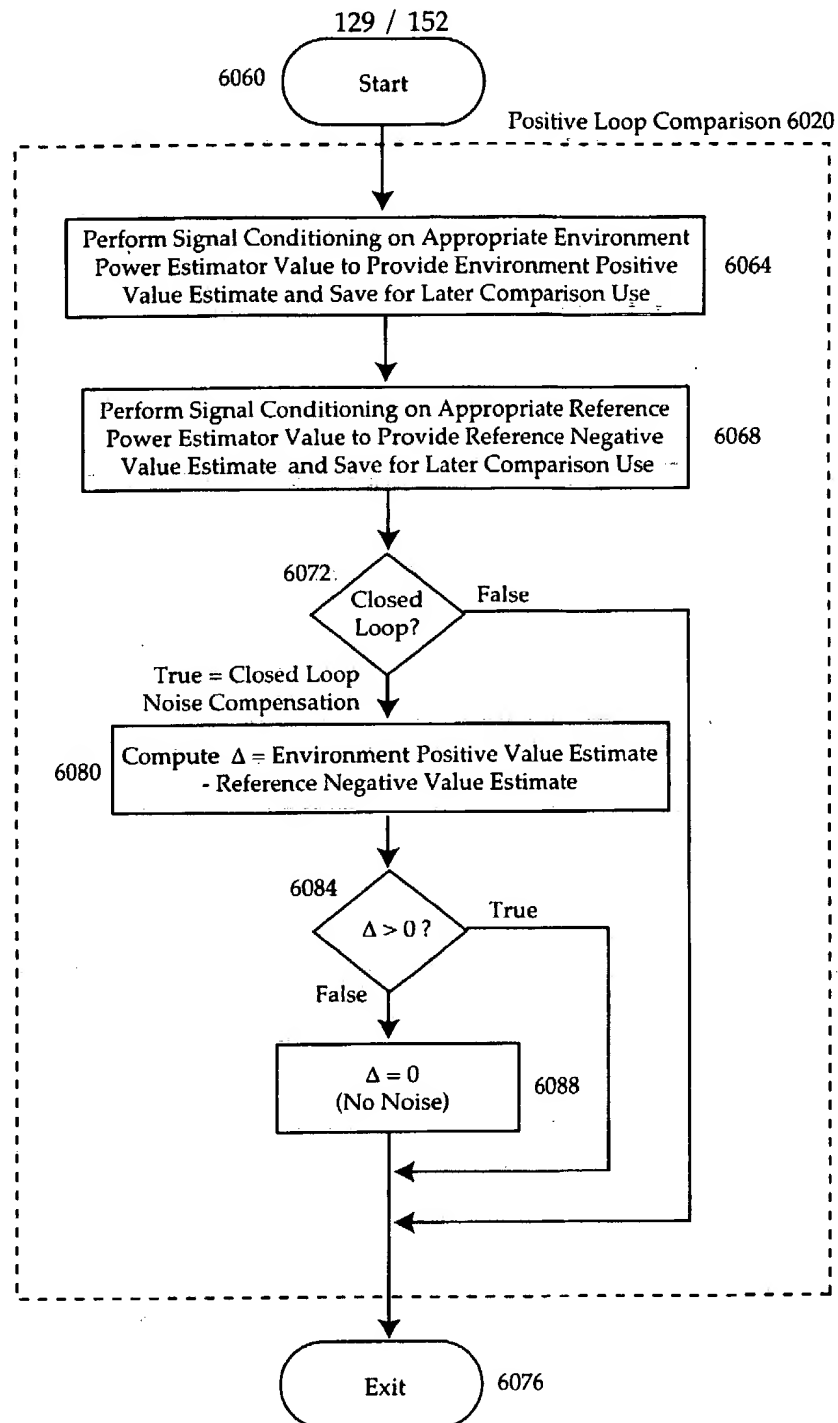 129 / 152
6060
Start
Positive Loop Comparison 6020
Perform Signal Conditioning on Appropriate Environment
Power Estimator Value to Provide Environment Positive
Value Estimate and Save for Later Comparison Use
6064
Perform Signal Conditioning on Appropriate Reference
Power Estimator Value to Provide Reference Negative
Value Estimate and Save for Later Comparison Use
6068
6072
Closed
Loop?
False
True = Closed Loop
Noise Compensation
6080
Compute Δ = Environment Positive Value Estimate
- Reference Negative Value Estimate
6084
Δ > 0 ?
True
False
Δ = 0
(No Noise)
6088
Exit
6076